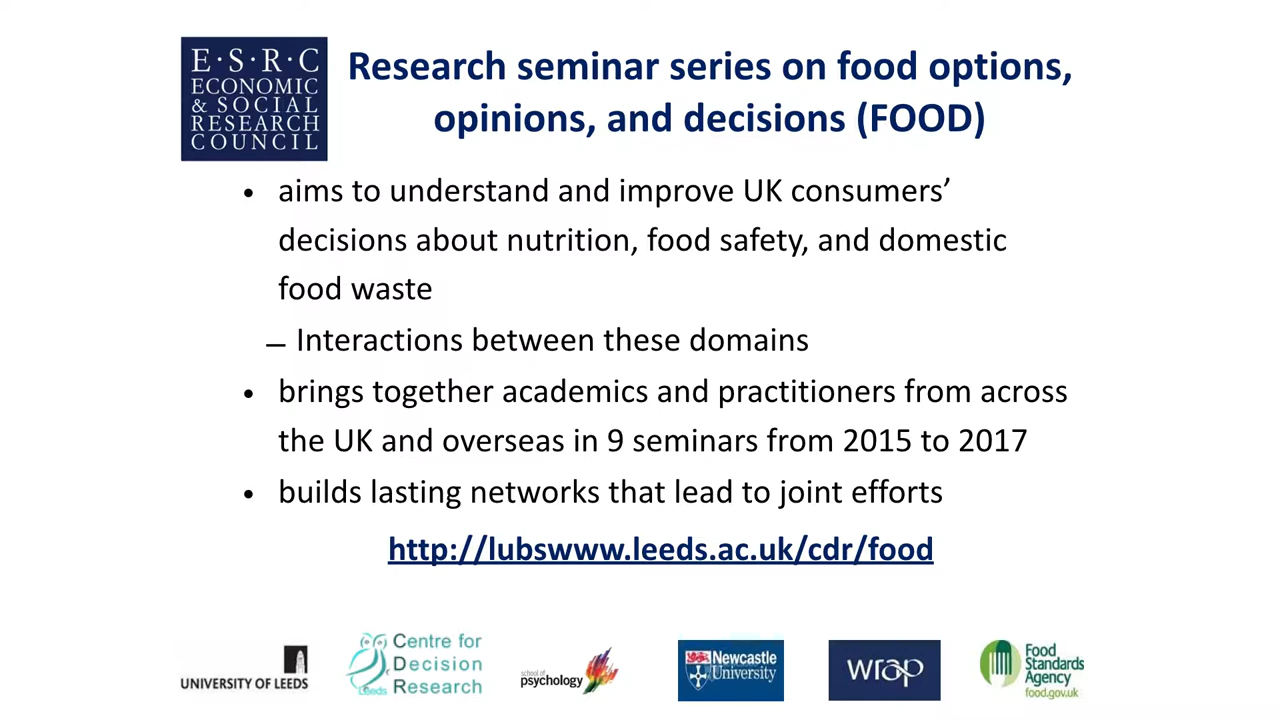 E·S·R·C
ECONOMIC
& SOCIAL
RESEARCH
COUNCIL
Research seminar series on food options,
opinions, and decisions (FOOD)
• aims to understand and improve UK consumers’
decisions about nutrition, food safety, and domestic
food waste
– Interactions between these domains
• brings together academics and practitioners from across
the UK and overseas in 9 seminars from 2015 to 2017
• builds lasting networks that lead to joint efforts
http://lubswww.leeds.ac.uk/cdr/food
UNIVERSITY OF LEEDS
Centre for
Decision
Research
Leeds
school of
psychology
Newcastle
University
wrap
Food
Standards
Agency
food.gov.uk